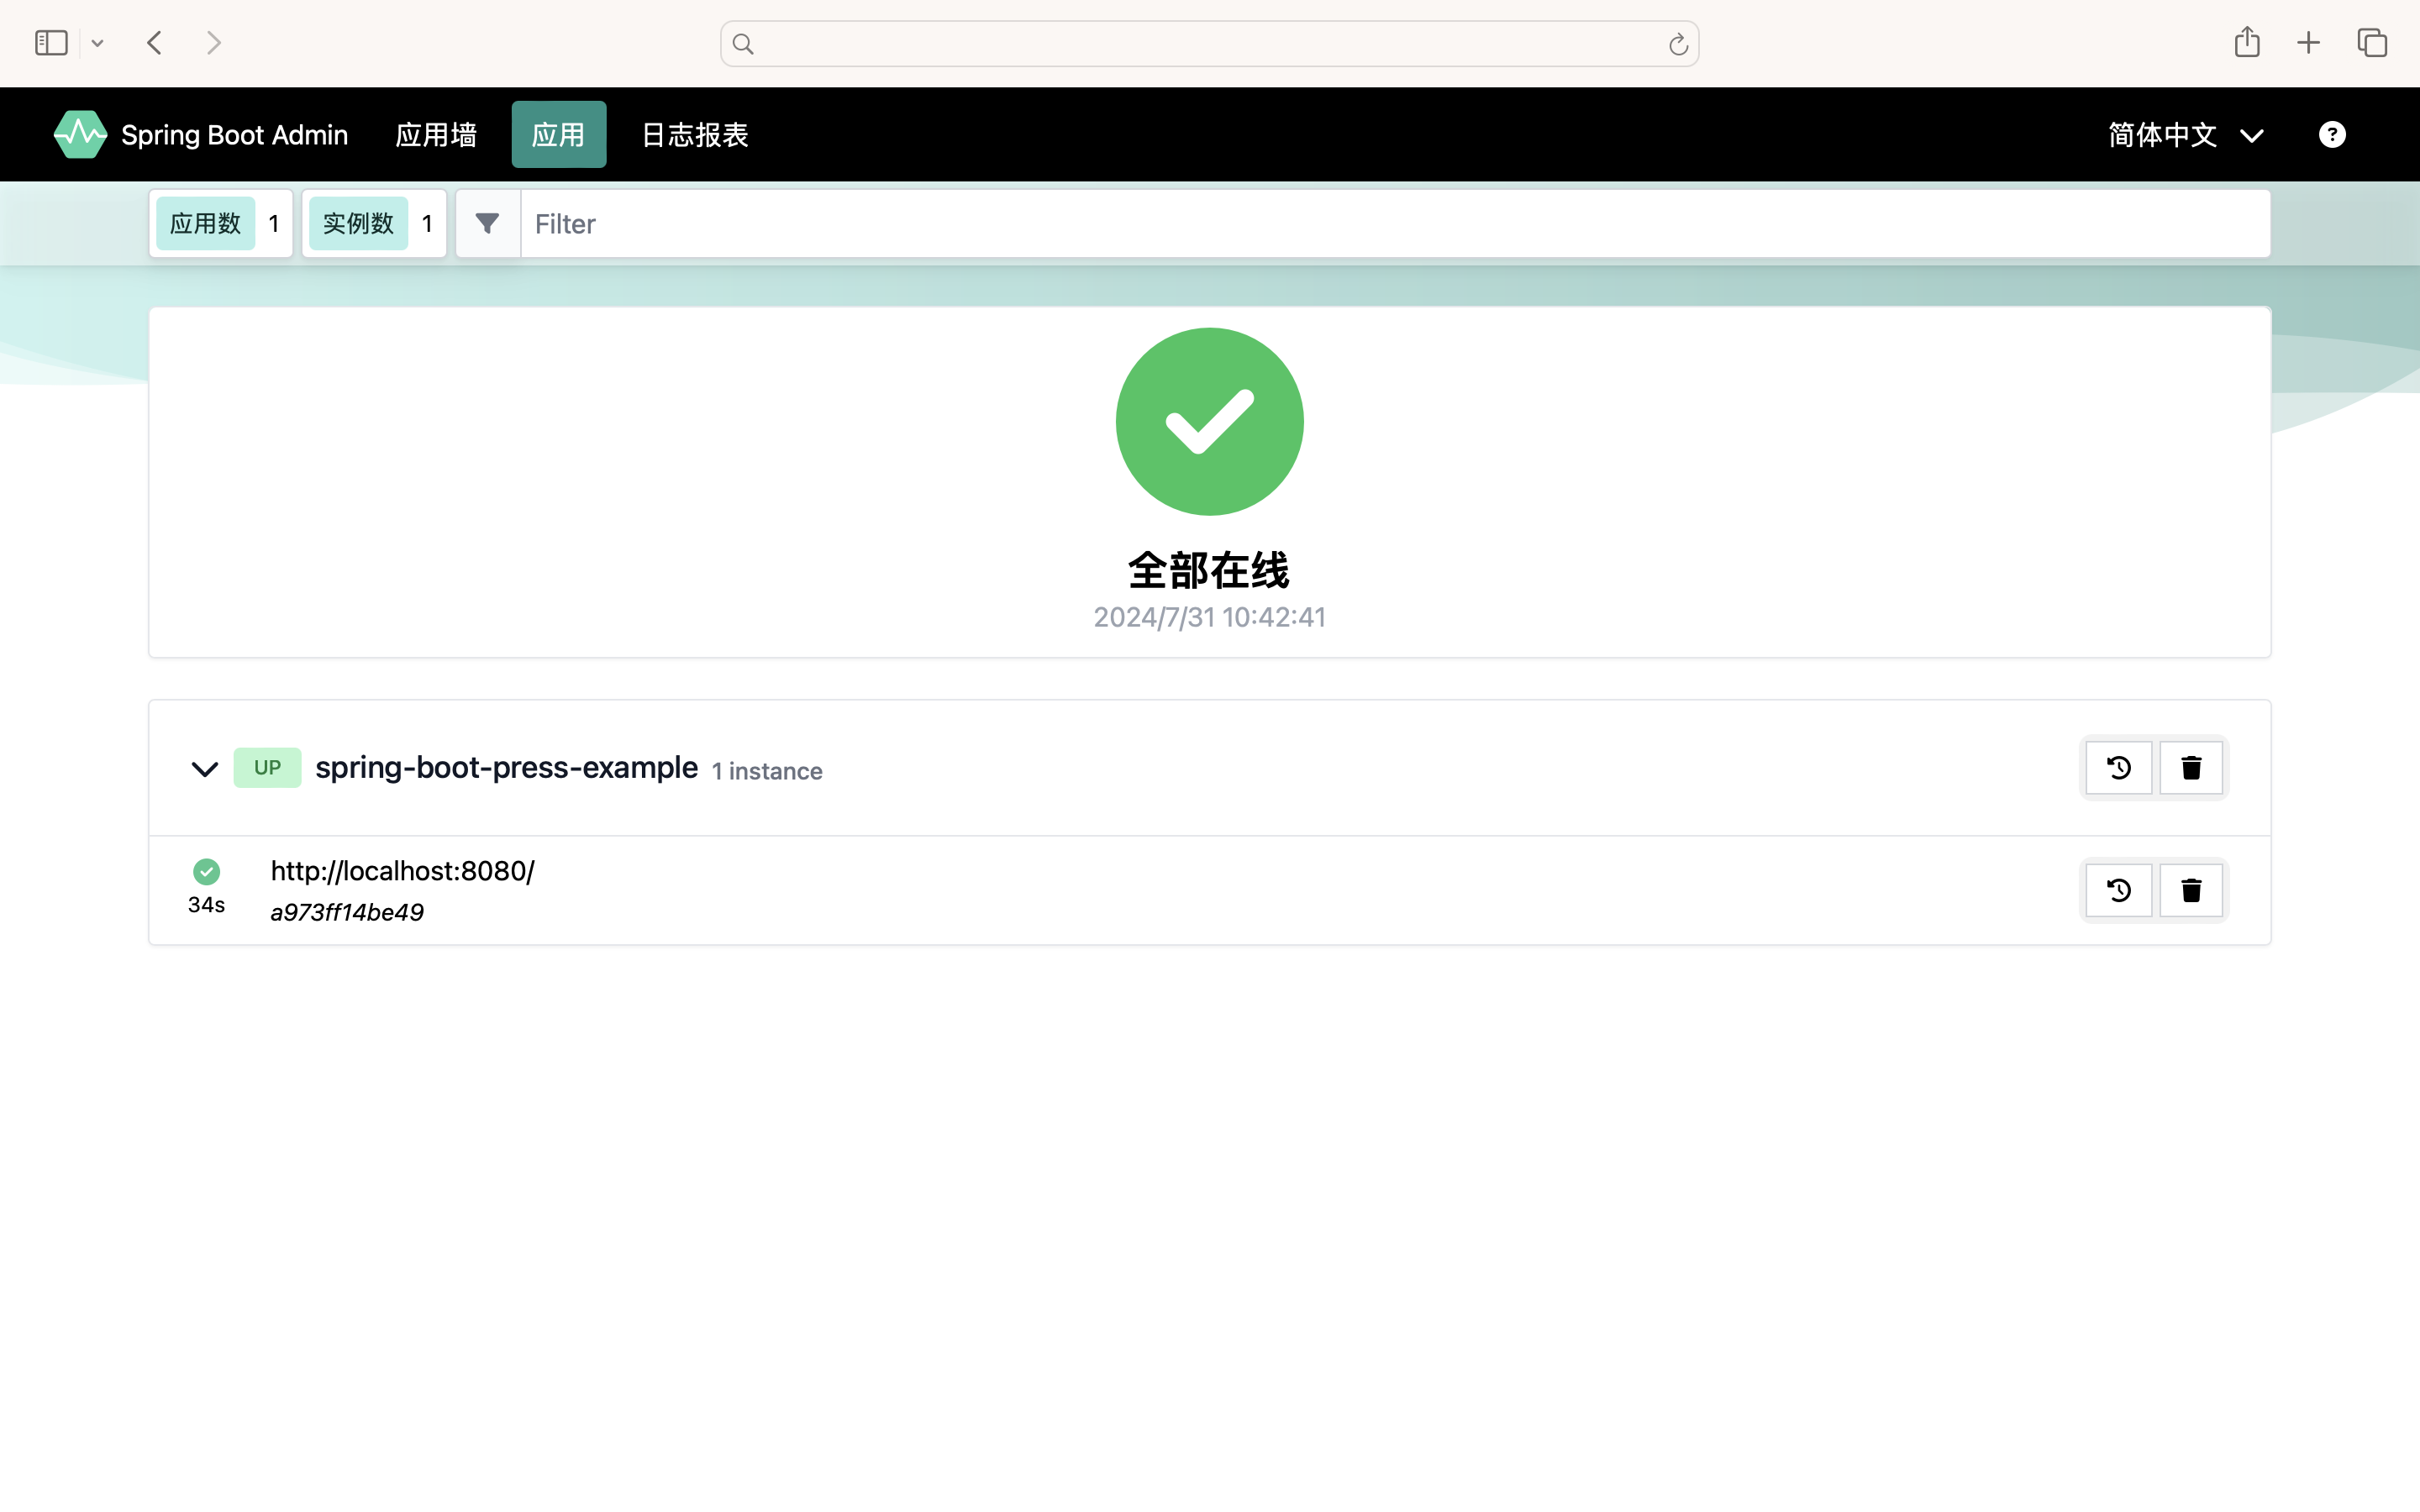 Spring Boot Admin 应用墙 应用 日志报表 简体中文
应用数 1 实例数 1 Filter
全部在线
2024/7/31 10:42:41
UP spring-boot-press-example 1 instance
http://localhost:8080/
34s
a973ff14be49